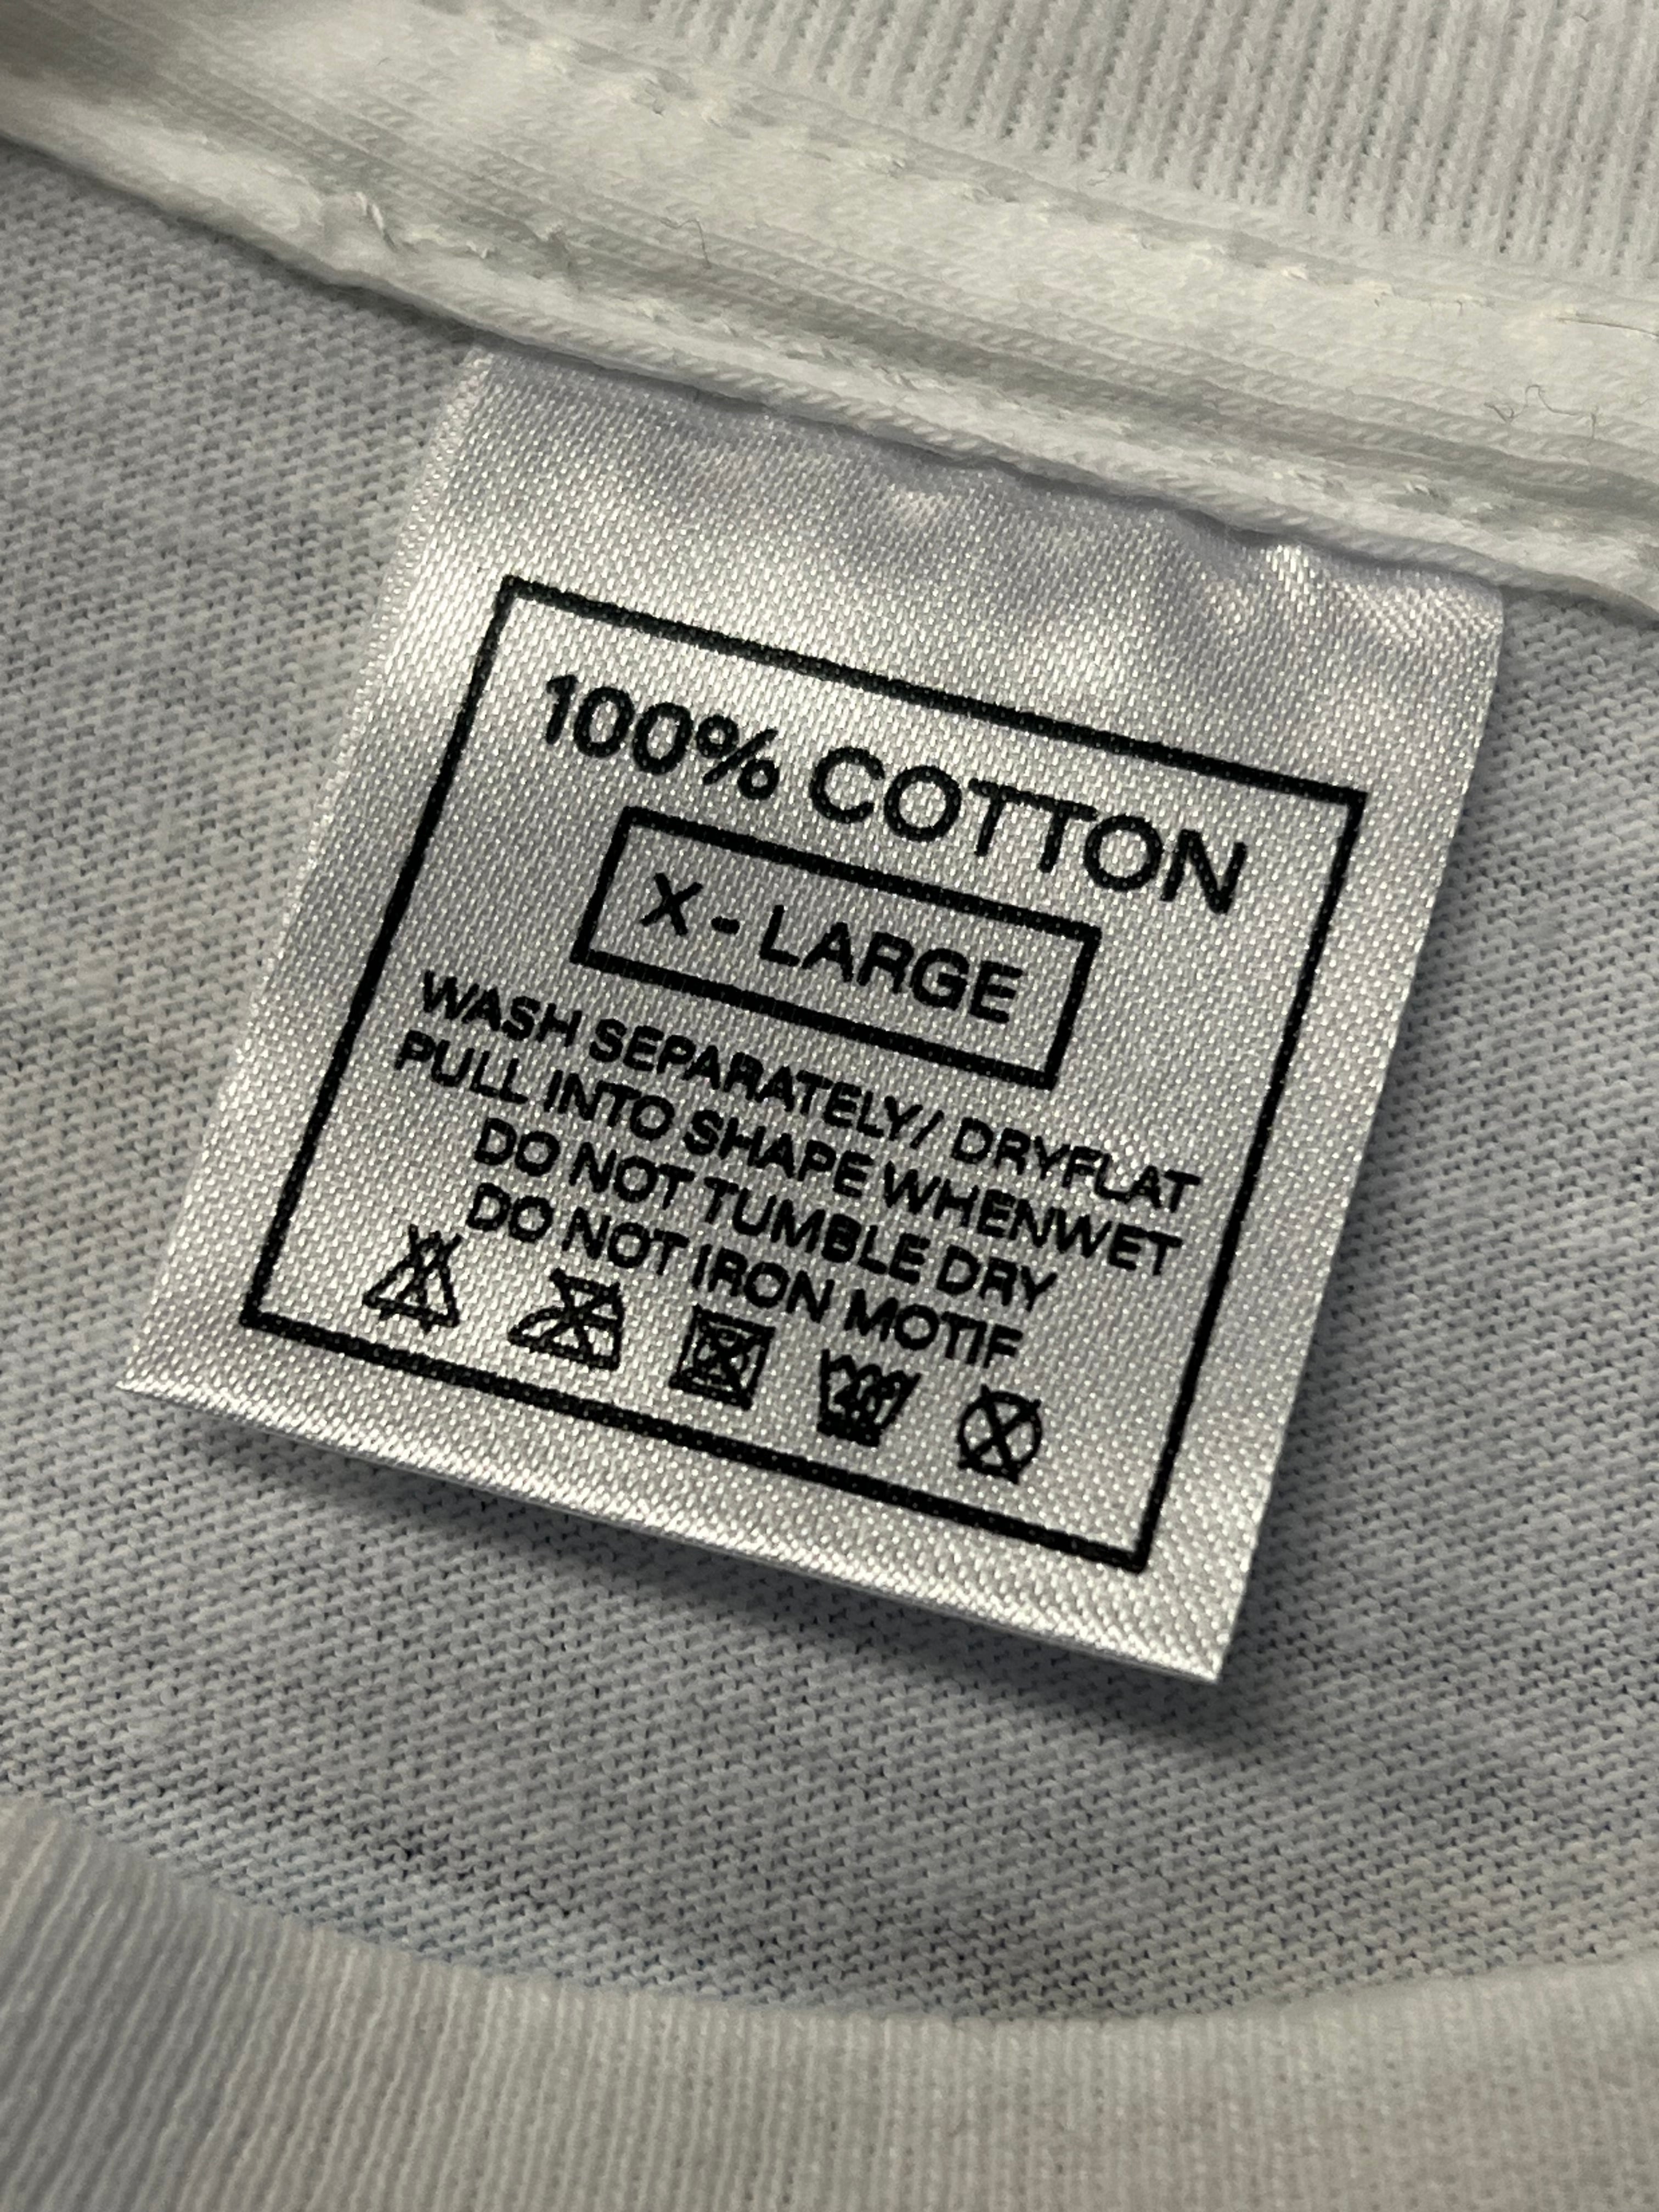 100% COTTON
X - LARGE
WASH SEPARATELY/ DRYFLAT
PULL INTO SHAPE WHENWET
DO NOT TUMBLE DRY
DO NOT IRON MOTIF